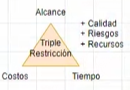 Alcance
+ Calidad
+ Riesgos
+ Recursos
Triple
Restricción
Costos
Tiempo